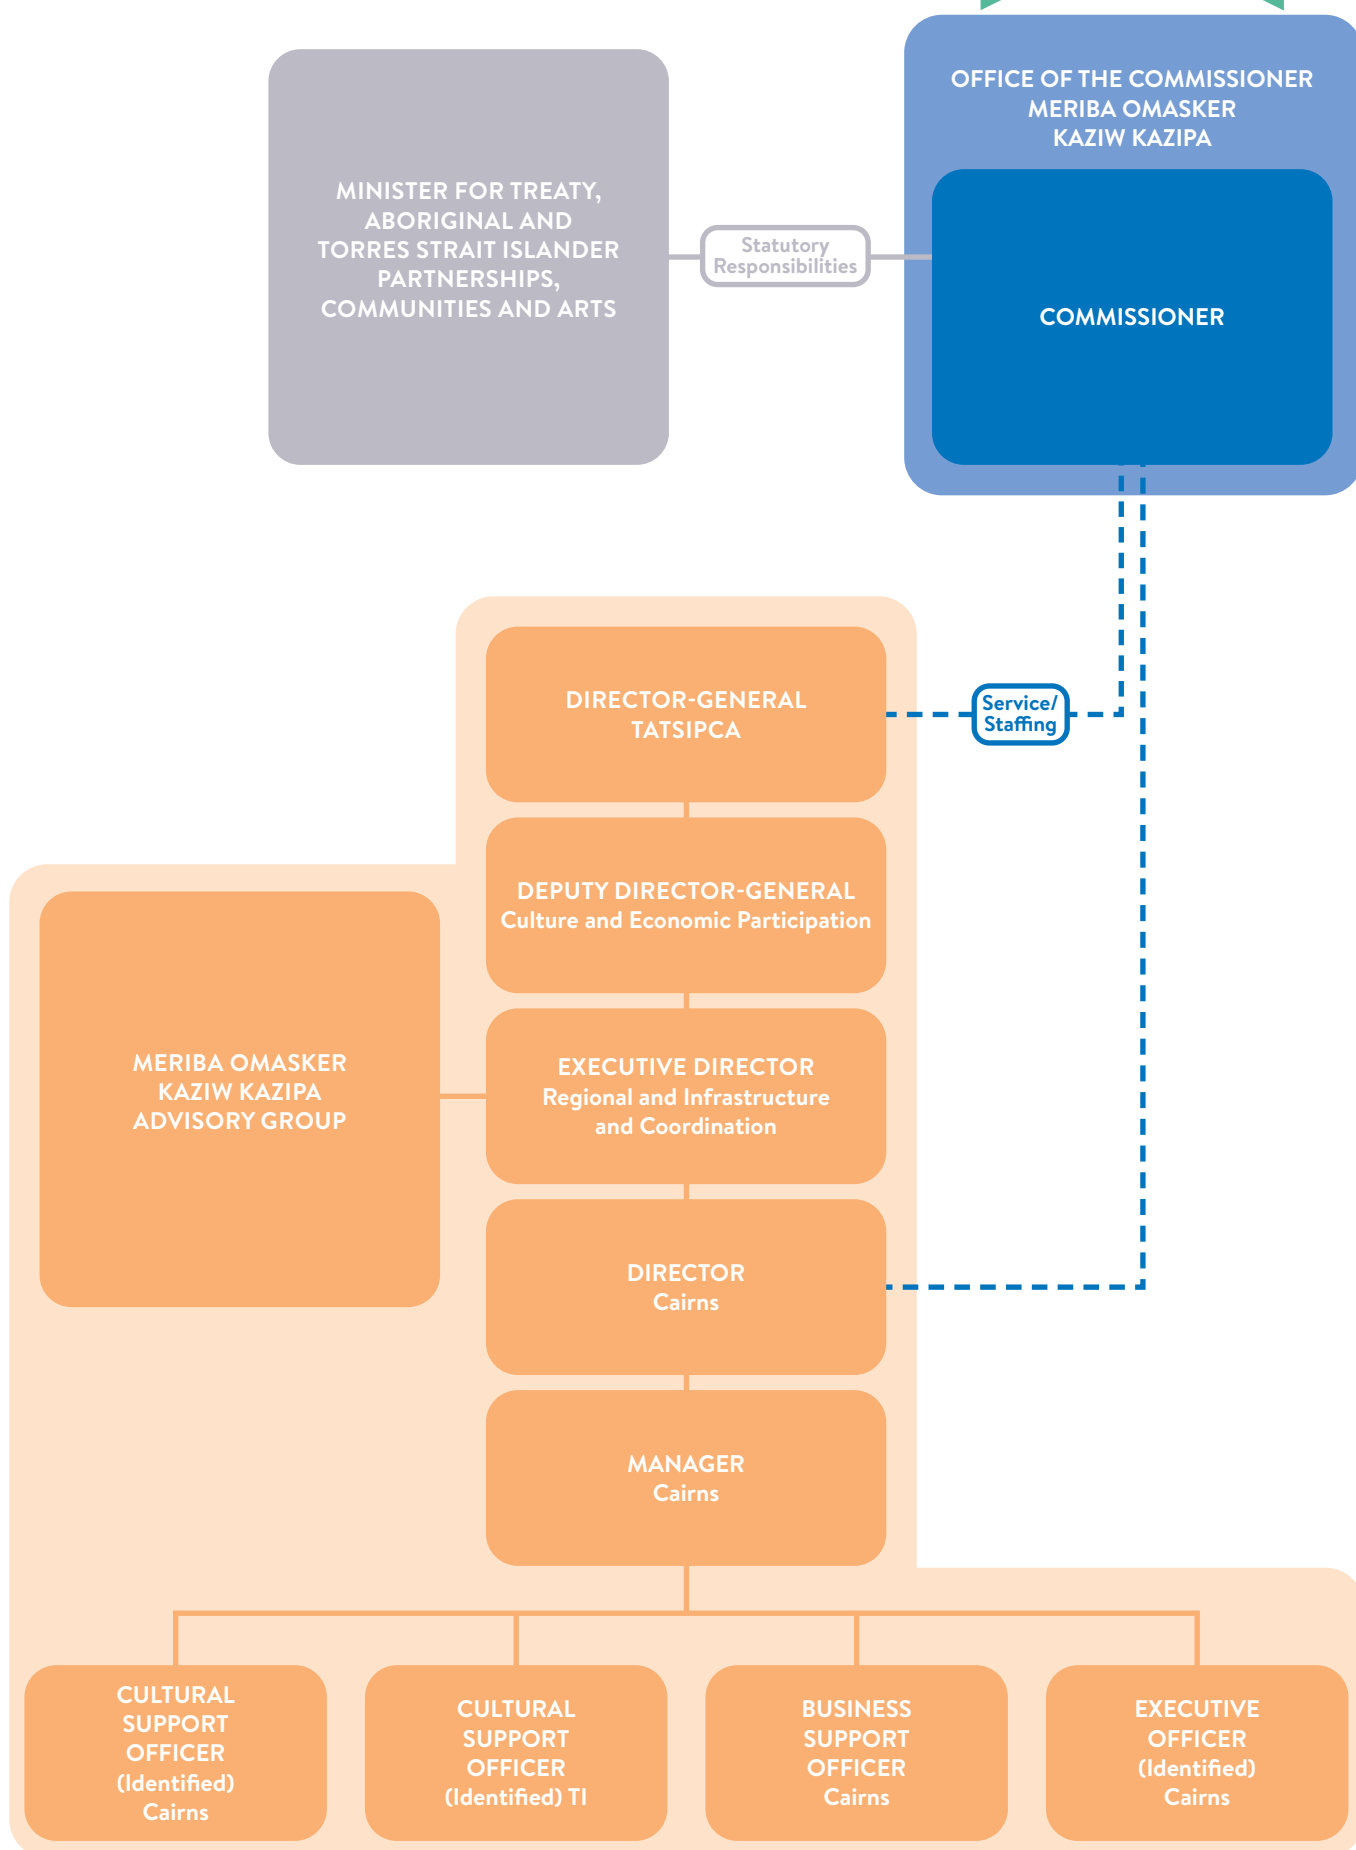 OFFICE OF THE COMMISSIONER
MERIBA OMASKER
KAZIW KAZIPA
MINISTER FOR TREATY,
ABORIGINAL AND
TORRES STRAIT ISLANDER
PARTNERSHIPS,
COMMUNITIES AND ARTS
Statutory
Responsibilities
COMMISSIONER
DIRECTOR-GENERAL
TATSIPCA
Service/
Staffing
DEPUTY DIRECTOR-GENERAL
Culture and Economic Participation
MERIBA OMASKER
KAZIW KAZIPA
ADVISORY GROUP
EXECUTIVE DIRECTOR
Regional and Infrastructure
and Coordination
DIRECTOR
Cairns
MANAGER
Cairns
CULTURAL
SUPPORT
OFFICER
(Identified)
Cairns
CULTURAL
SUPPORT
OFFICER
(Identified) TI
BUSINESS
SUPPORT
OFFICER
Cairns
EXECUTIVE
OFFICER
(Identified)
Cairns